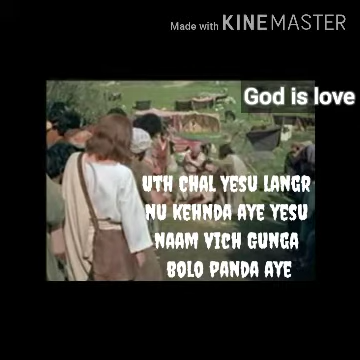 Made with KINEMASTER
God is love
UTH CHAL YESU LANGR
NU KEHNDA AYE YESU
NAAM VICH GUNGA
BOLO PANDA AYE